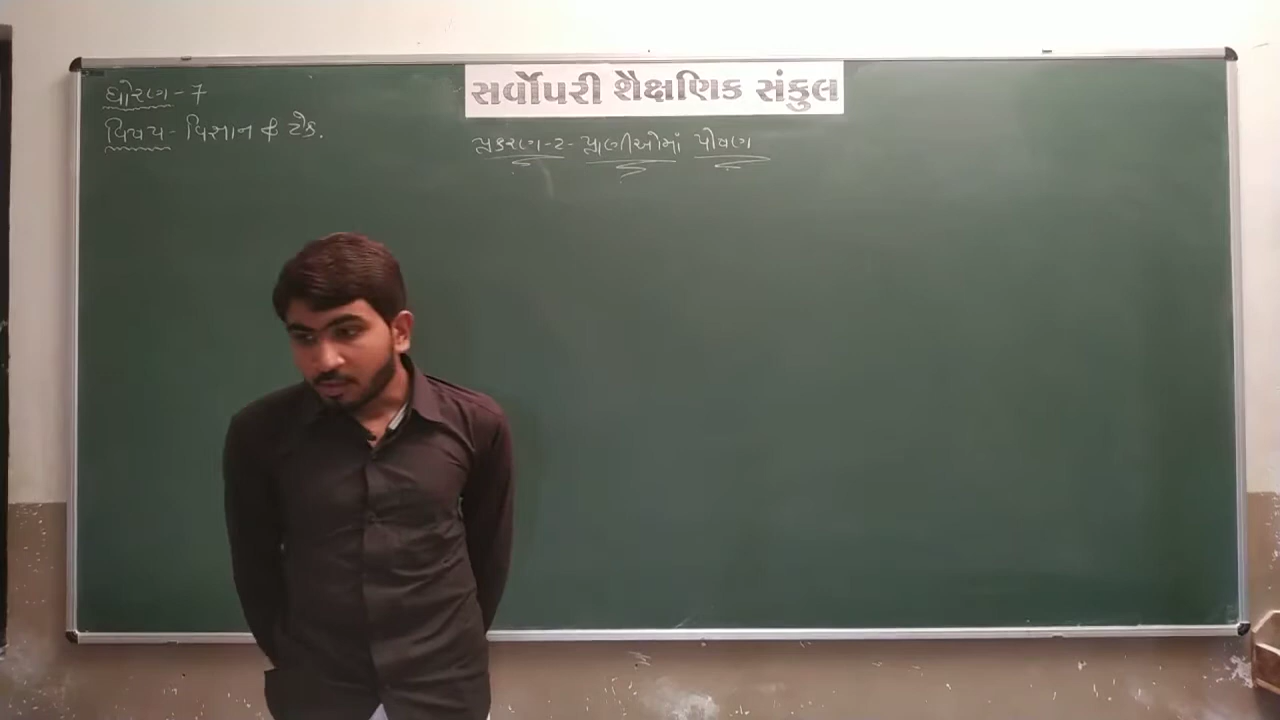 સર્વોપરી શૈક્ષણિક સંકુલ
ધોરણ - 7
વિષય - વિજ્ઞાન & ટેક.
પ્રકરણ - 2 - પ્રાણીઓમાં પોષણ